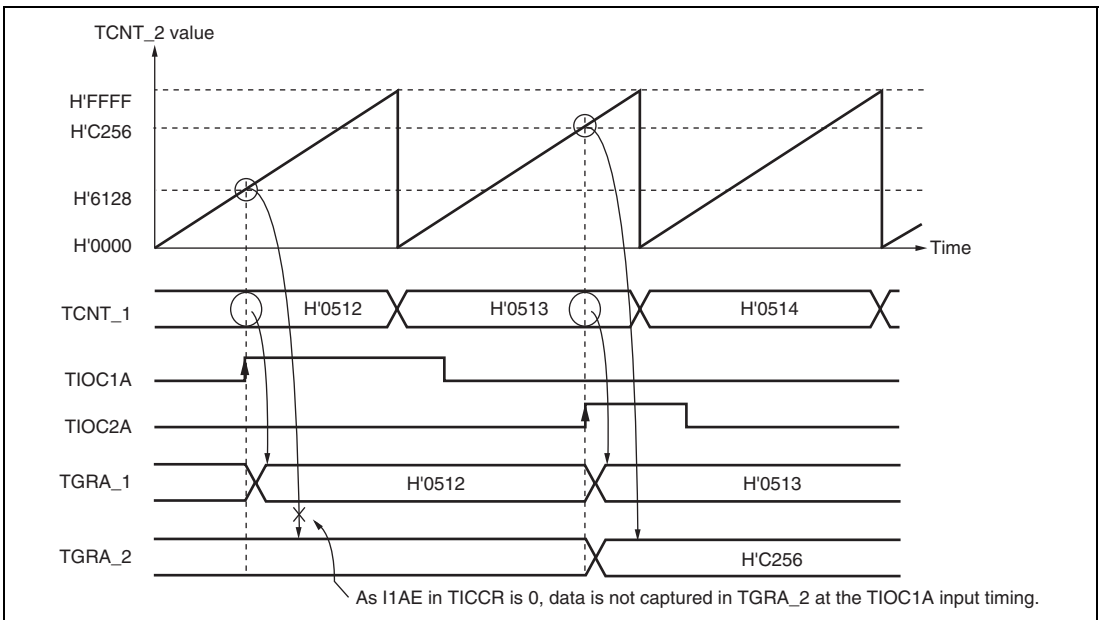 TCNT_2 value
H'FFFF
H'C256
H'6128
H'0000
Time
TCNT_1 H'0512 H'0513 H'0514
TIOC1A
TIOC2A
TGRA_1 H'0512 H'0513
TGRA_2 H'C256
As I1AE in TICCR is 0, data is not captured in TGRA_2 at the TIOC1A input timing.